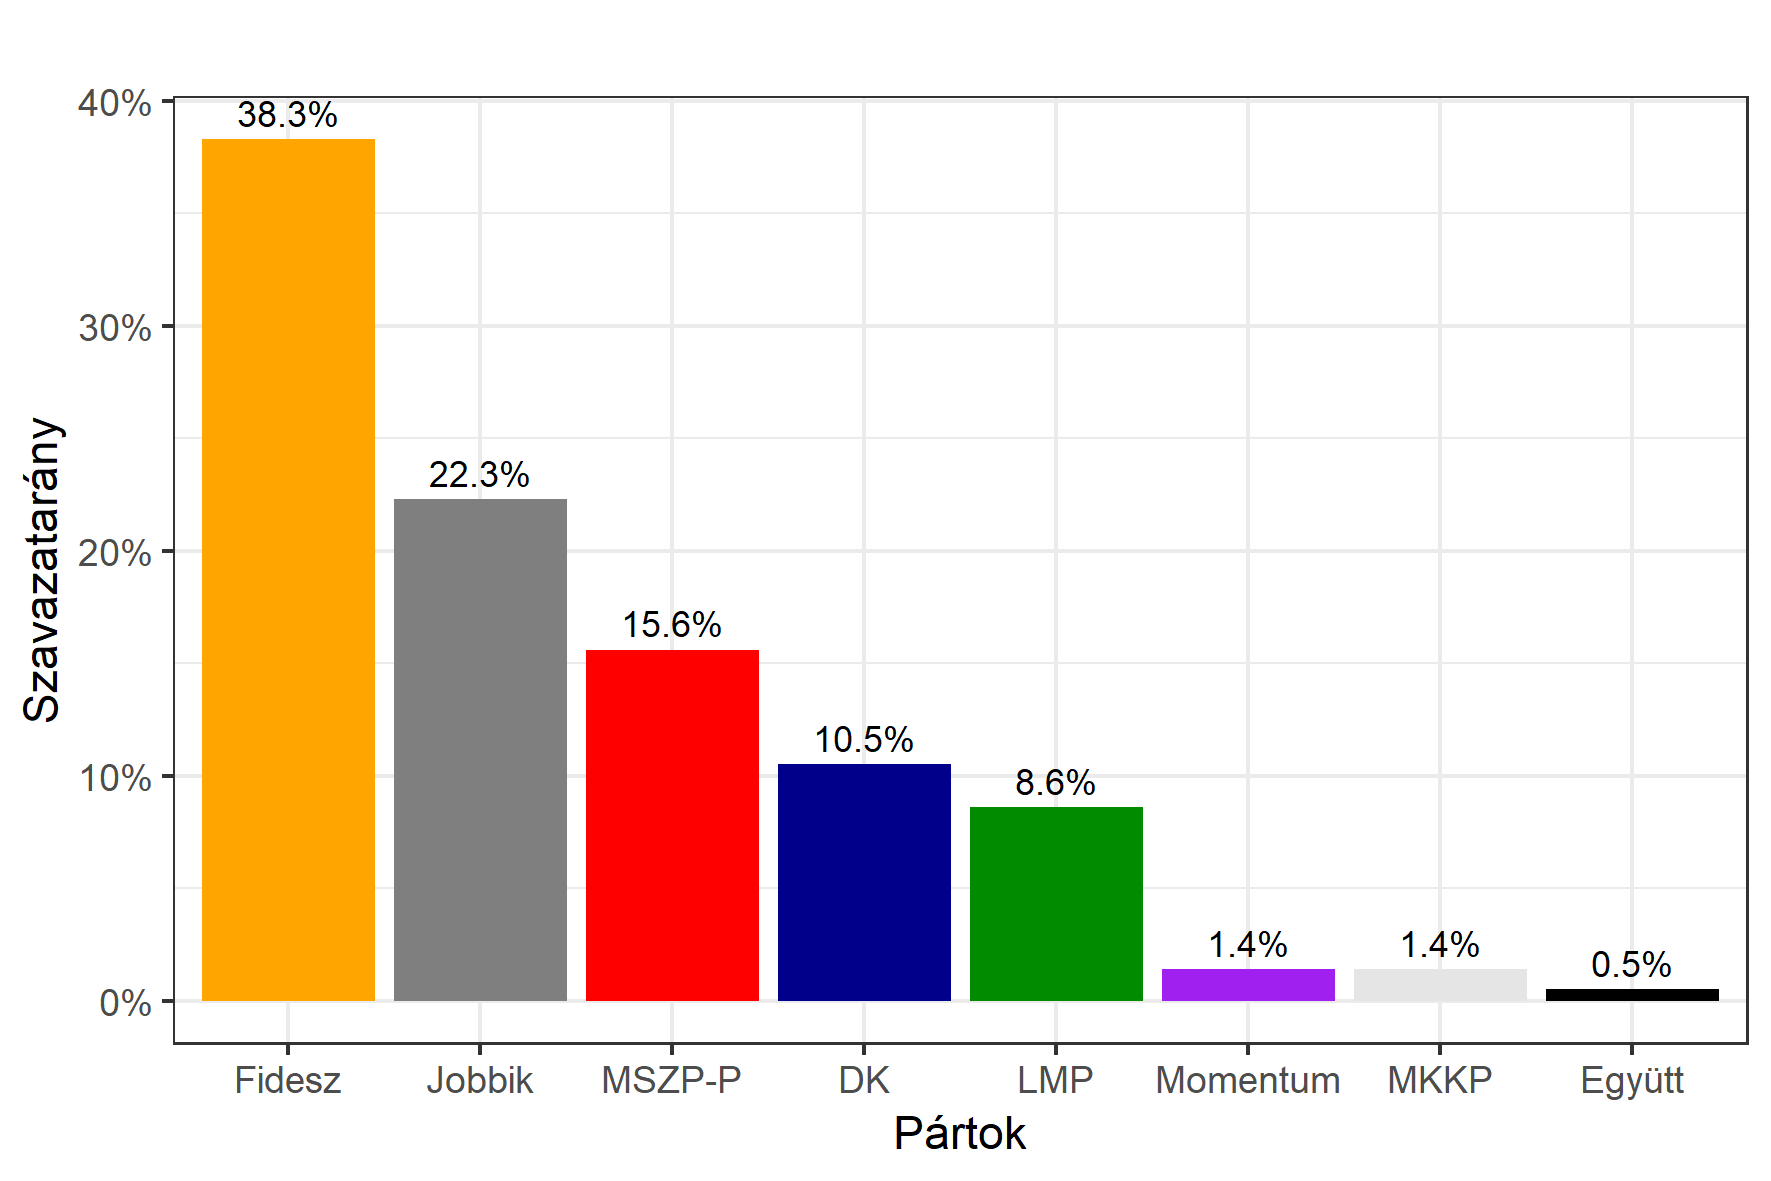 40%
30%
20%
10%
0%
Szavazatarány
38.3%
22.3%
15.6%
10.5%
8.6%
1.4%
1.4%
0.5%
Fidesz
Jobbik
MSZP-P
DK
LMP
Momentum
MKKP
Együtt
Pártok